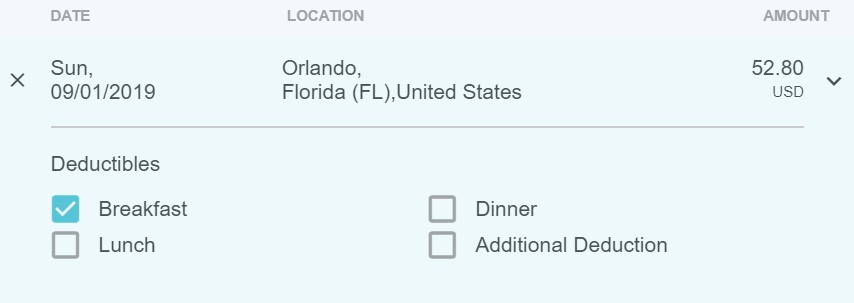 DATE LOCATION AMOUNT
Sun, Orlando, 52.80
09/01/2019 Florida (FL),United States USD
Deductibles
Breakfast Dinner
Lunch Additional Deduction